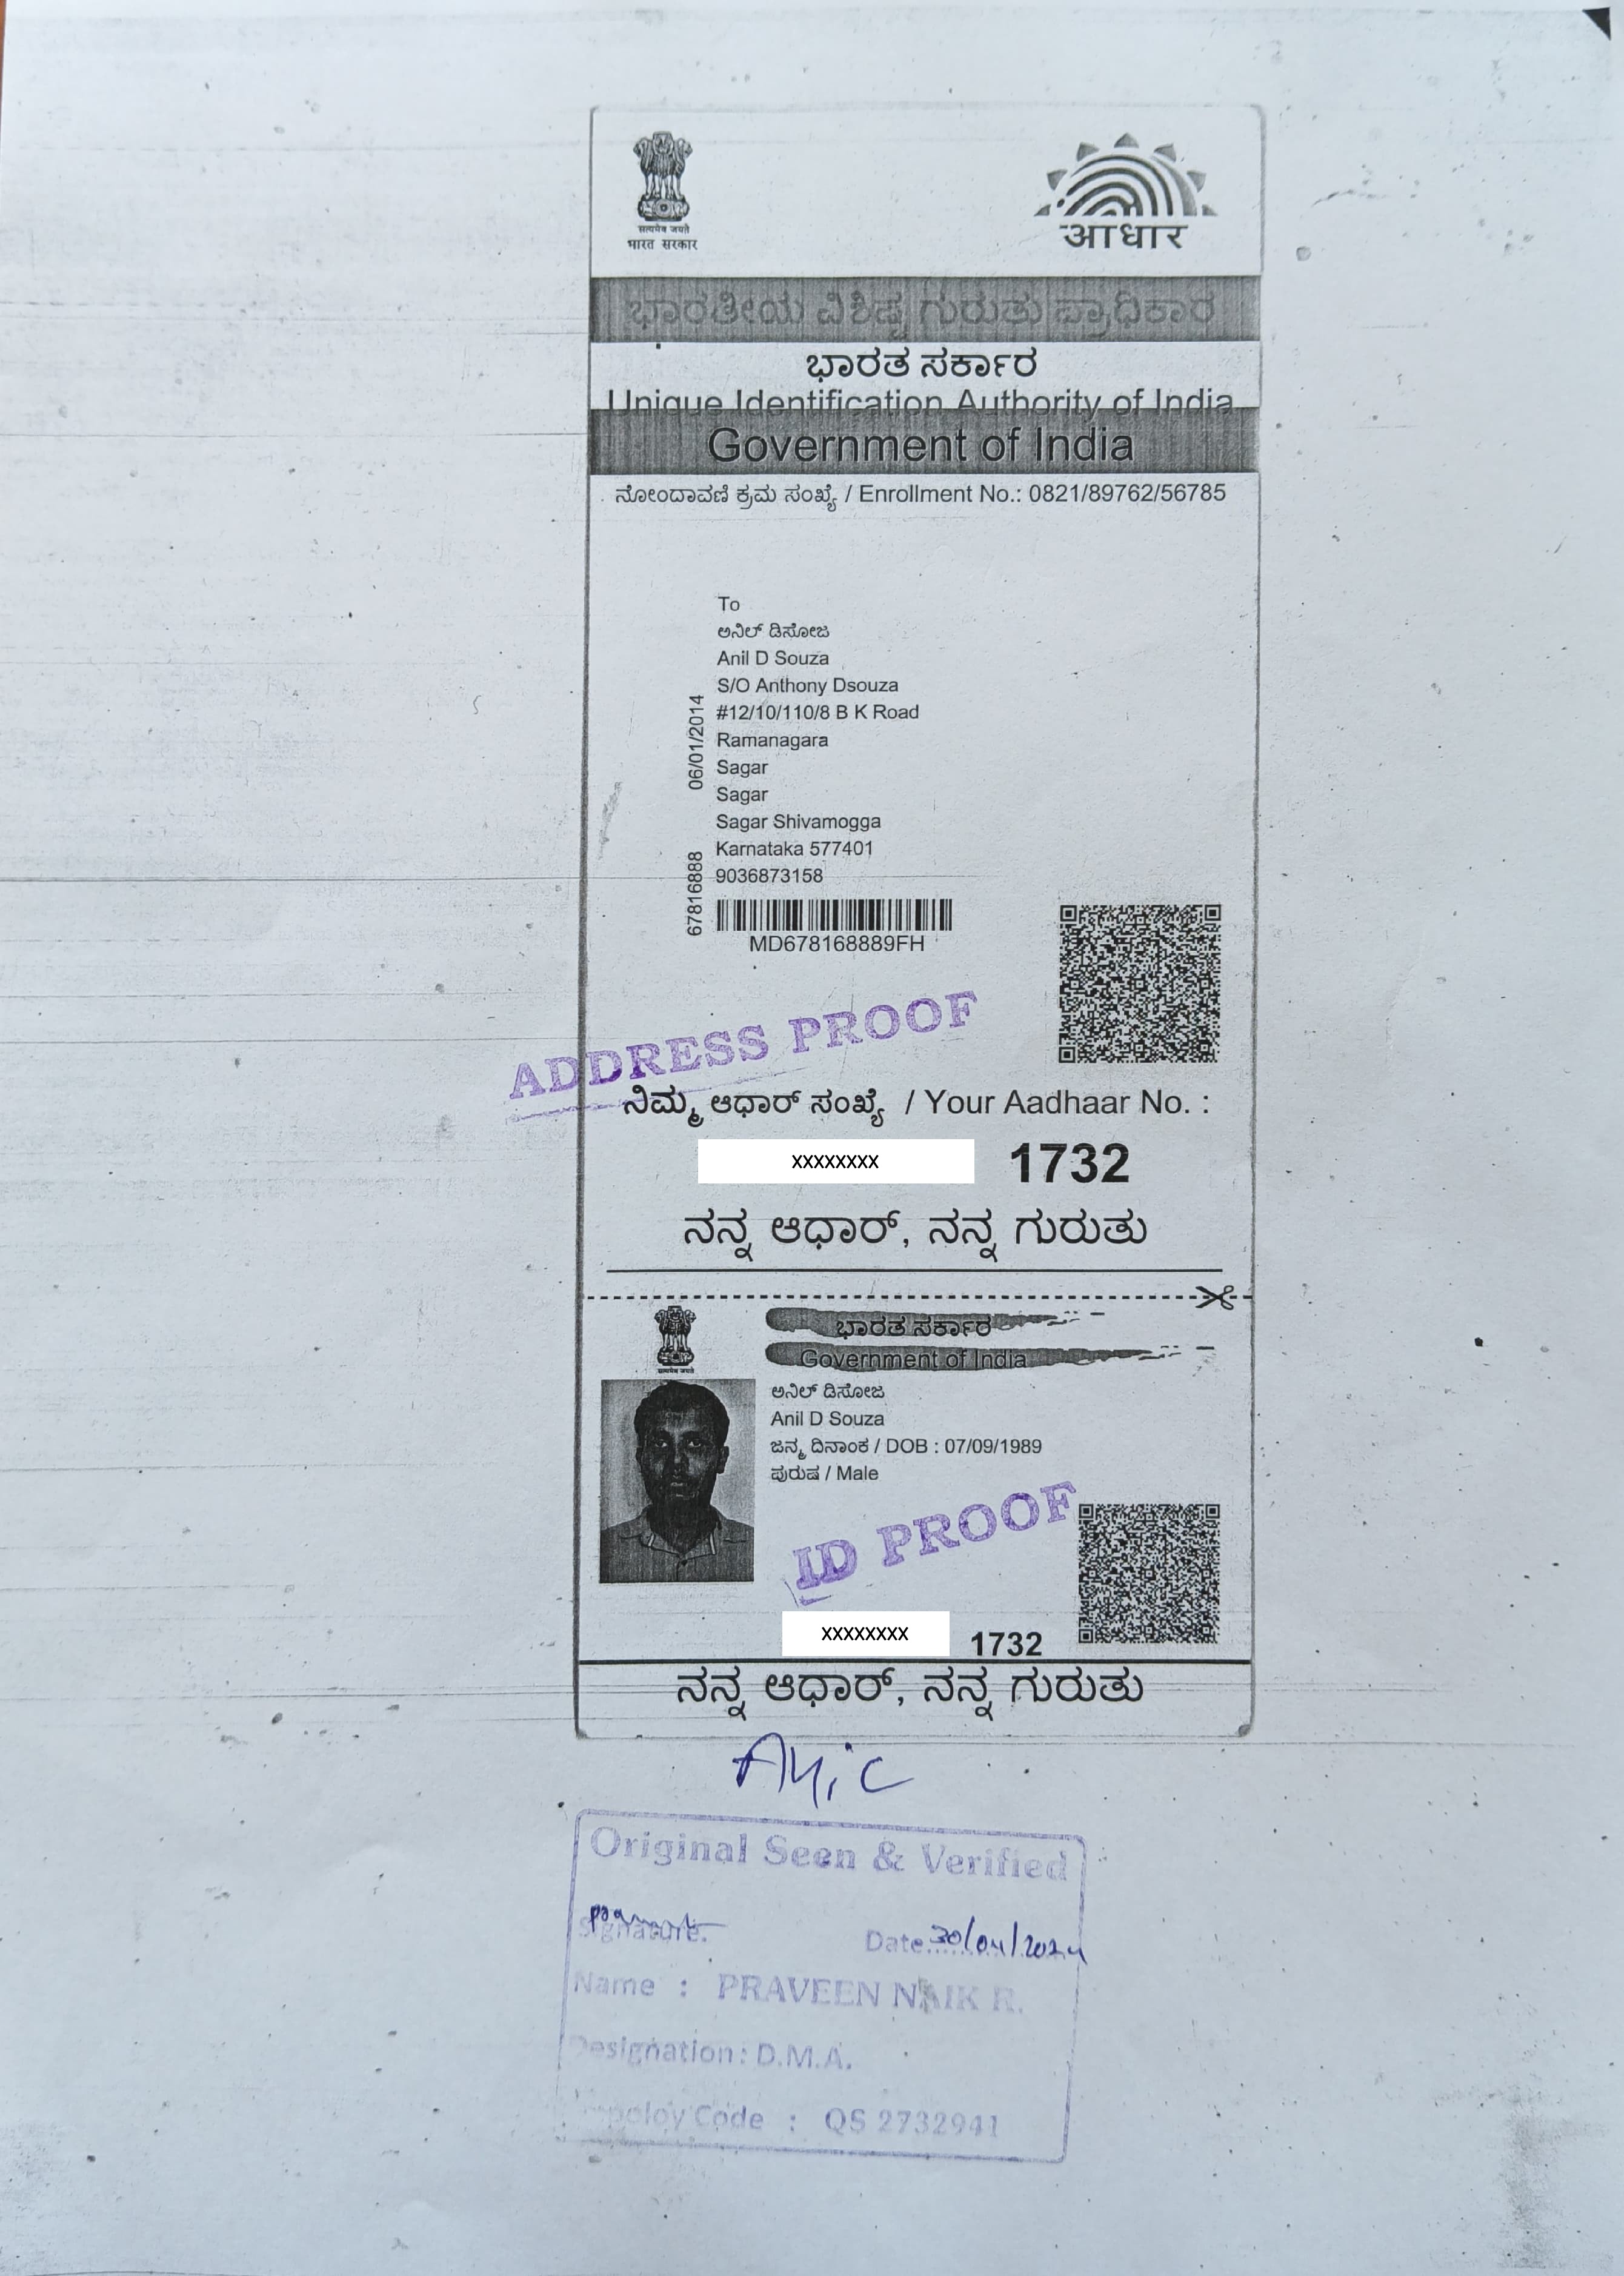 सत्यमेव जयते
भारत सरकार
आधार
ಭಾರತೀಯ ವಿಶಿಷ್ಟ ಗುರುತು ಪ್ರಾಧಿಕಾರ
ಭಾರತ ಸರ್ಕಾರ
Unique Identification Authority of India
Government of India
ನೋಂದಾವಣಿ ಕ್ರಮ ಸಂಖ್ಯೆ / Enrollment No.: 0821/89762/56785
To
ಅನಿಲ್ ಡಿಸೋಜ
Anil D Souza
S/O Anthony Dsouza
#12/10/110/8 B K Road
Ramanagara
Sagar
Sagar
Sagar Shivamogga
Karnataka 577401
9036873158
06/01/2014
67816888
MD678168889FH
ADDRESS PROOF
ನಿಮ್ಮ ಆಧಾರ್ ಸಂಖ್ಯೆ / Your Aadhaar No. :
XXXXXXXX 1732
ನನ್ನ ಆಧಾರ್, ನನ್ನ ಗುರುತು
सत्यमेव जयते
ಭಾರತ ಸರ್ಕಾರ
Government of India
ಅನಿಲ್ ಡಿಸೋಜ
Anil D Souza
ಜನ್ಮ ದಿನಾಂಕ / DOB : 07/09/1989
ಪುರುಷ / Male
ID PROOF
XXXXXXXX 1732
ನನ್ನ ಆಧಾರ್, ನನ್ನ ಗುರುತು
Original Seen & Verified
Signature. Date 30/04/2024
Name : PRAVEEN NAIK R.
Designation: D.M.A.
Code : QS 2732941